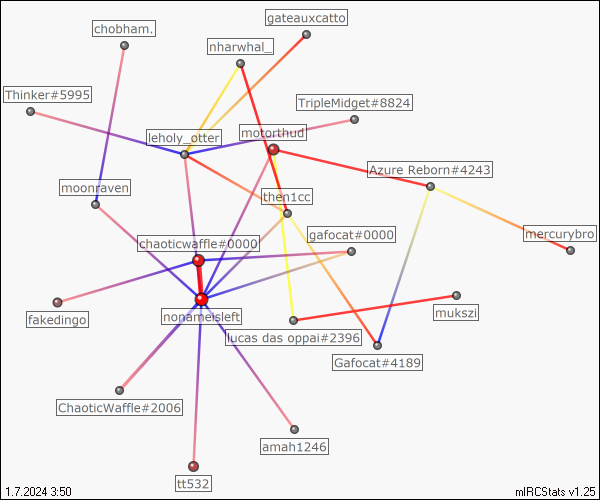 gateauxcatto
chobham.
nharwhal_
Thinker#5995
TripleMidget#8824
motorthud
leholy_otter
Azure Reborn#4243
moonraven
then1cc
gafocat#0000
mercurybro
chaoticwaffle#0000
fakedingo
nonameisleft
mukszi
lucas das oppai#2396
Gafocat#4189
ChaoticWaffle#2006
amah1246
tt532
1.7.2024 3:50
mIRCStats v1.25